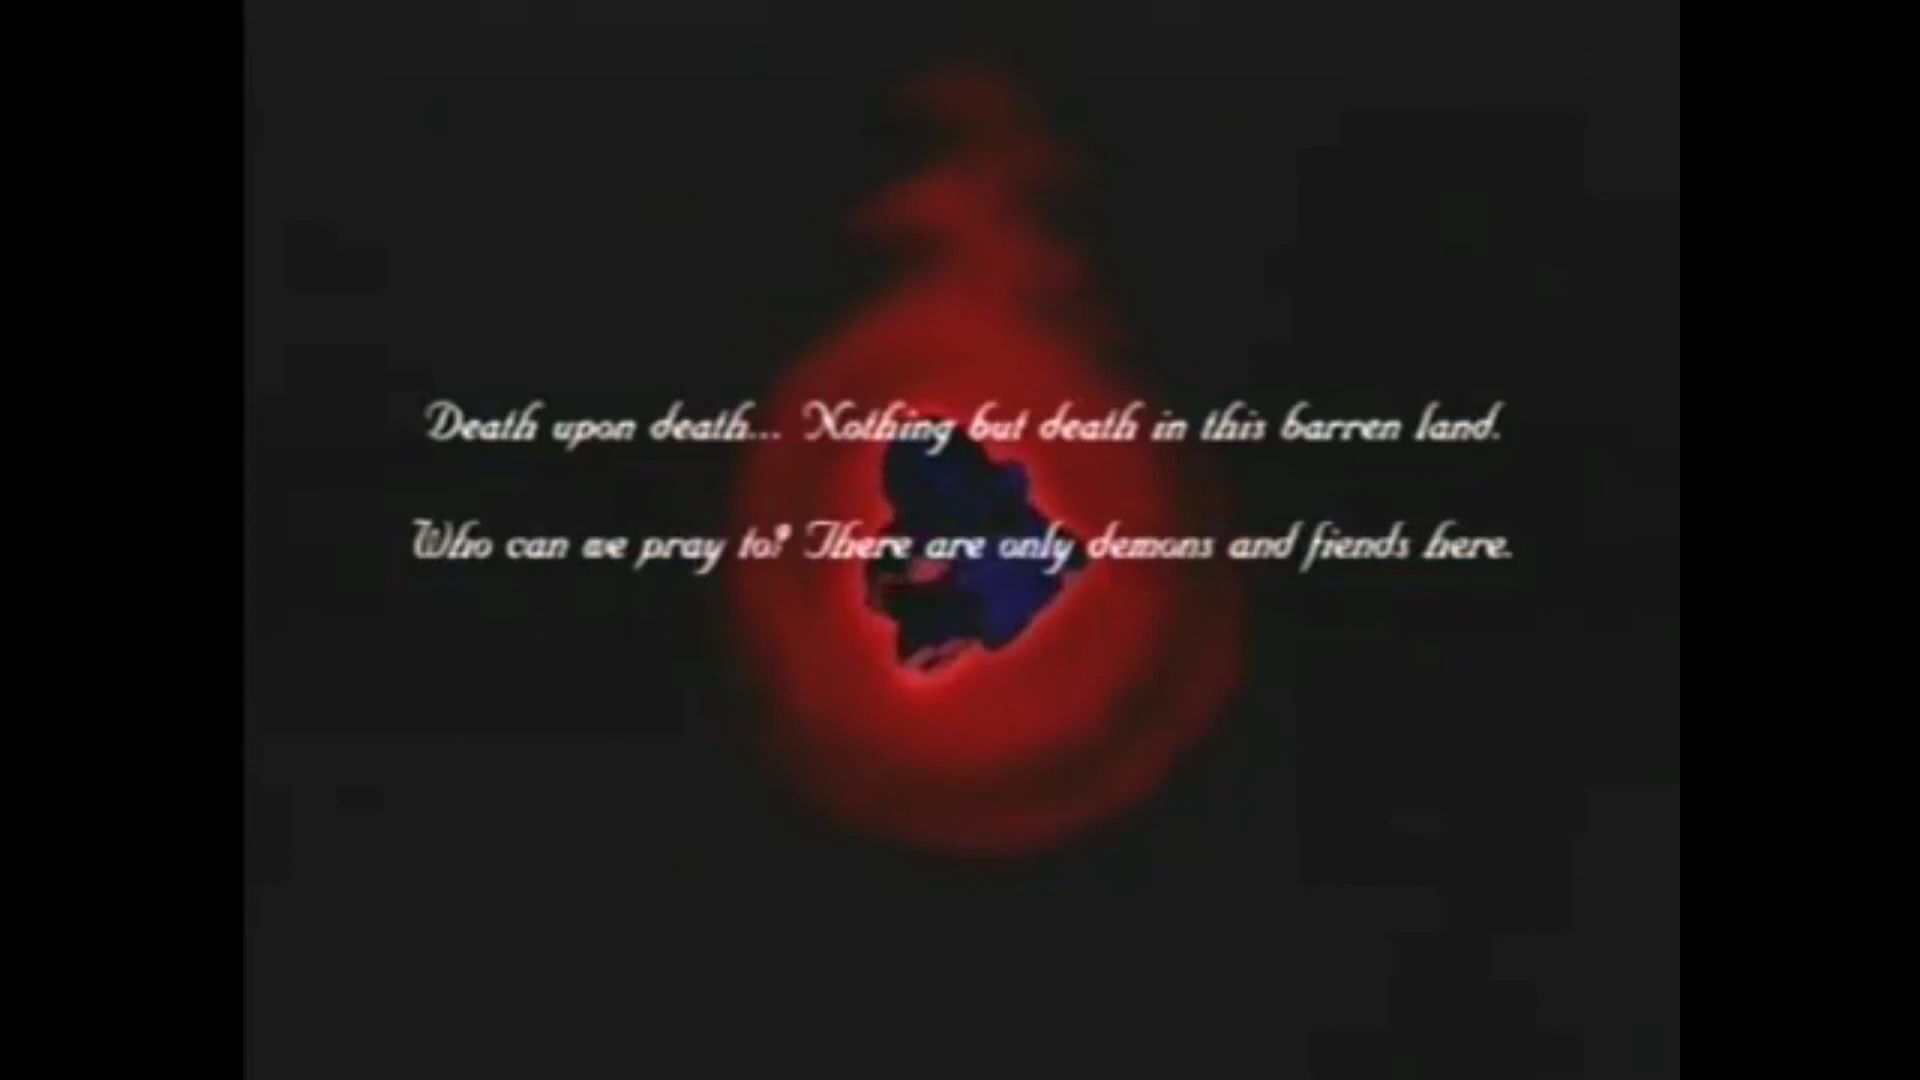 Death upon death... Nothing but death in this barren land.
Who can we pray to? There are only demons and fiends here.